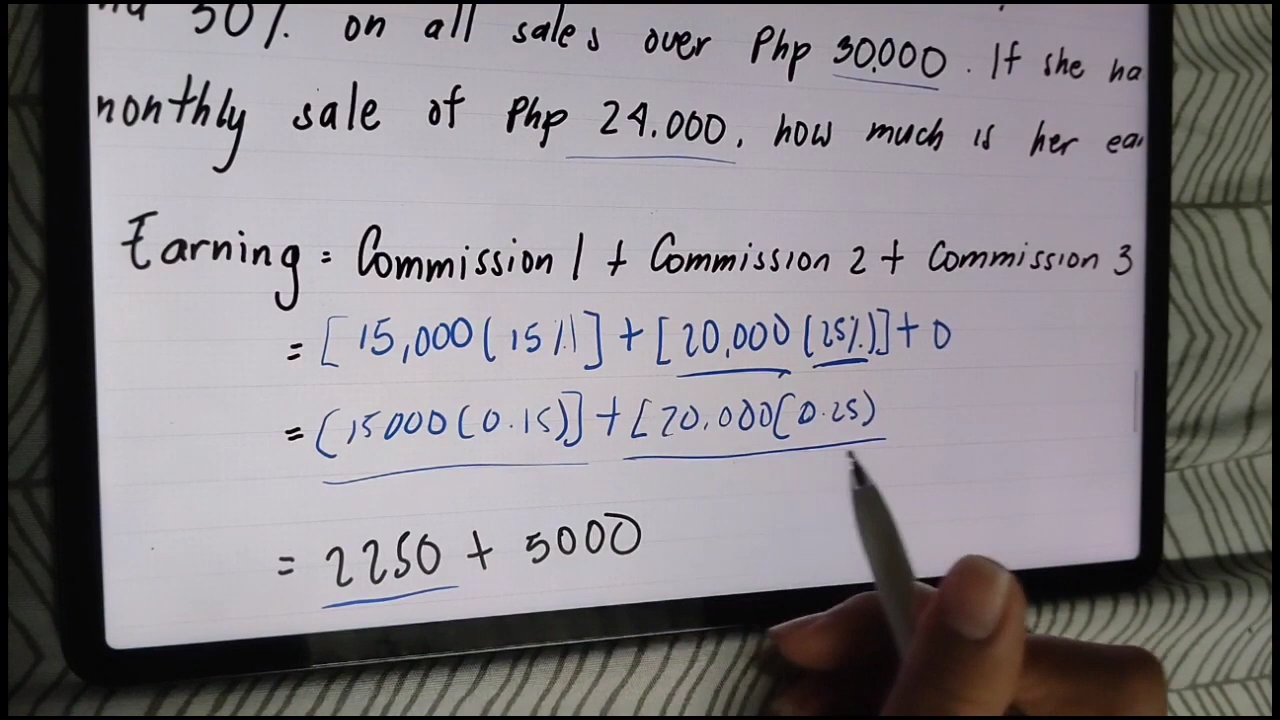 50%. on all sales over Php 30,000. If she ha
monthly sale of Php 24.000, how much is her ea
Earning = Commission 1 + Commission 2 + Commission 3
= [15,000(15%)] + [20,000(25%)] + 0
= (15000(0.15)] + [20,000(0.25)
= 2250 + 5000